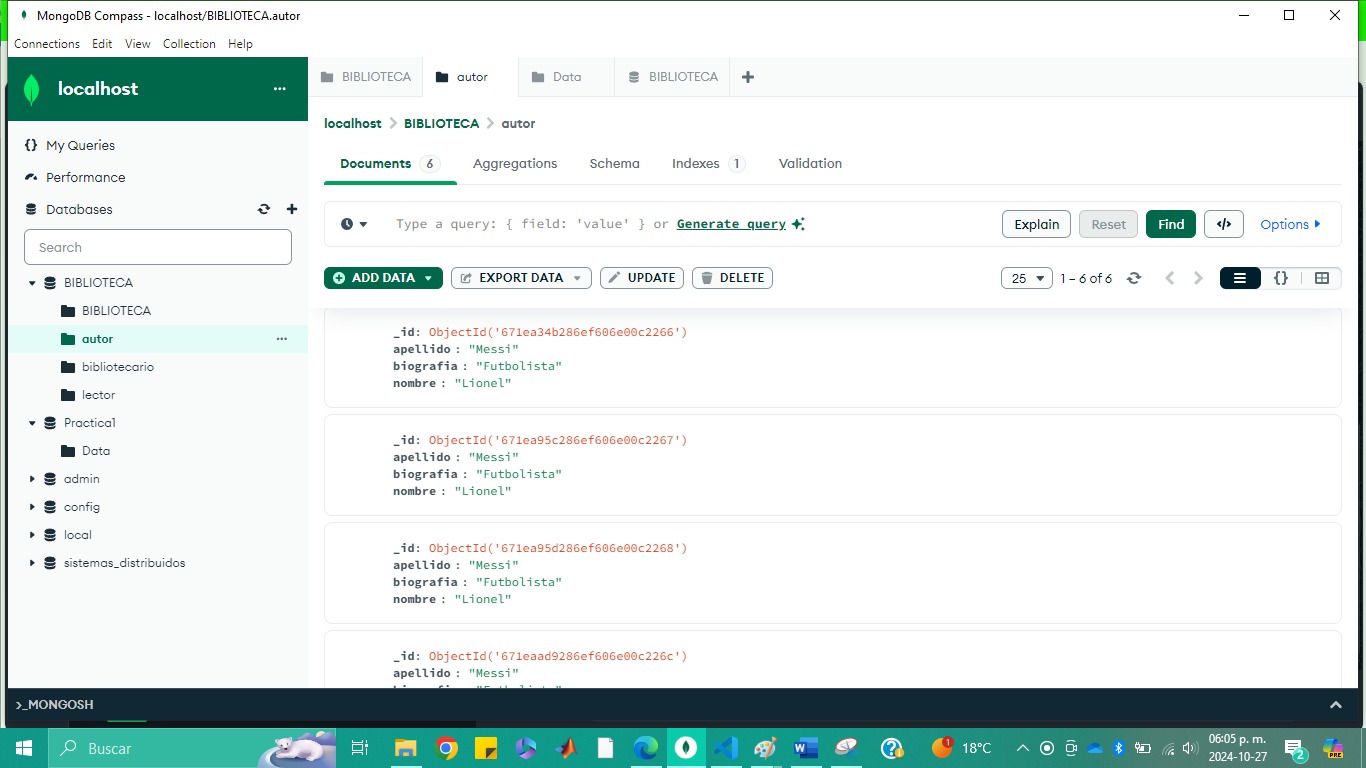 MongoDB Compass - localhost/BIBLIOTECA.autor
Connections Edit View Collection Help
localhost
BIBLIOTECA autor Data BIBLIOTECA
localhost > BIBLIOTECA > autor
My Queries
Performance
Databases
Search
BIBLIOTECA
BIBLIOTECA
autor
bibliotecario
lector
Practica1
Data
admin
config
local
sistemas_distribuidos
Documents 6 Aggregations Schema Indexes 1 Validation
Type a query: { field: 'value' } or Generate query
Explain Reset Find </> Options
ADD DATA EXPORT DATA UPDATE DELETE
25 1 – 6 of 6 {}
_id: ObjectId('671ea34b286ef606e00c2266')
apellido : "Messi"
biografia : "Futbolista"
nombre : "Lionel"
_id: ObjectId('671ea95c286ef606e00c2267')
apellido : "Messi"
biografia : "Futbolista"
nombre : "Lionel"
_id: ObjectId('671ea95d286ef606e00c2268')
apellido : "Messi"
biografia : "Futbolista"
nombre : "Lionel"
_id: ObjectId('671eaad9286ef606e00c226c')
apellido : "Messi"
>_MONGOSH
Buscar
1 18°C
06:05 p. m.
2024-10-27
2
PRE